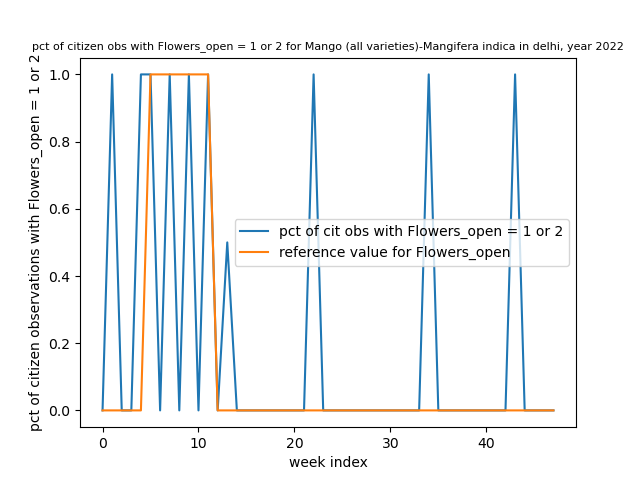 pct of citizen obs with Flowers_open = 1 or 2 for Mango (all varieties)-Mangifera indica in delhi, year 2022
pct of citizen observations with Flowers_open = 1 or 2
1.0
0.8
0.6
0.4
0.2
0.0
pct of cit obs with Flowers_open = 1 or 2
reference value for Flowers_open
0 10 20 30 40
week index